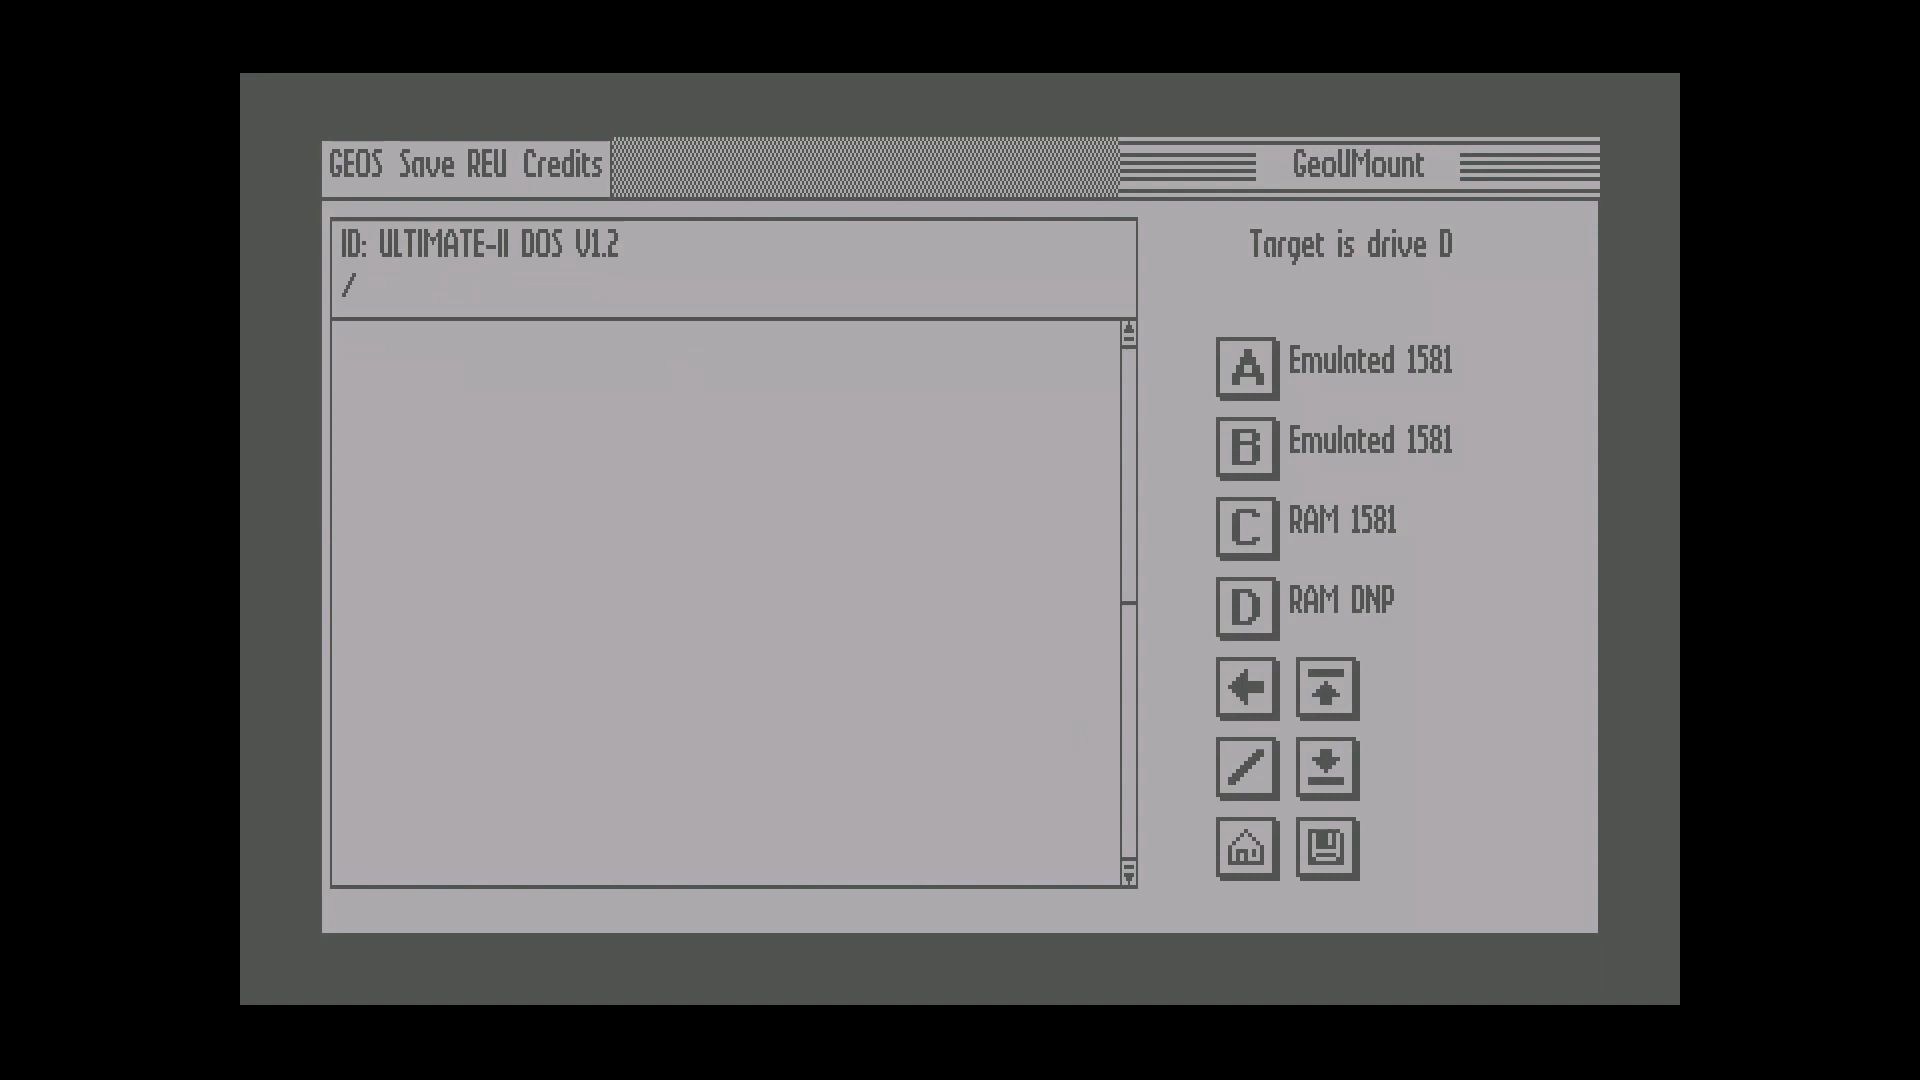 GEOS Save REU Credits
GeoUMount
ID: ULTIMATE-II DOS V1.2
/
Target is drive D
A Emulated 1581
B Emulated 1581
C RAM 1581
D RAM DNP